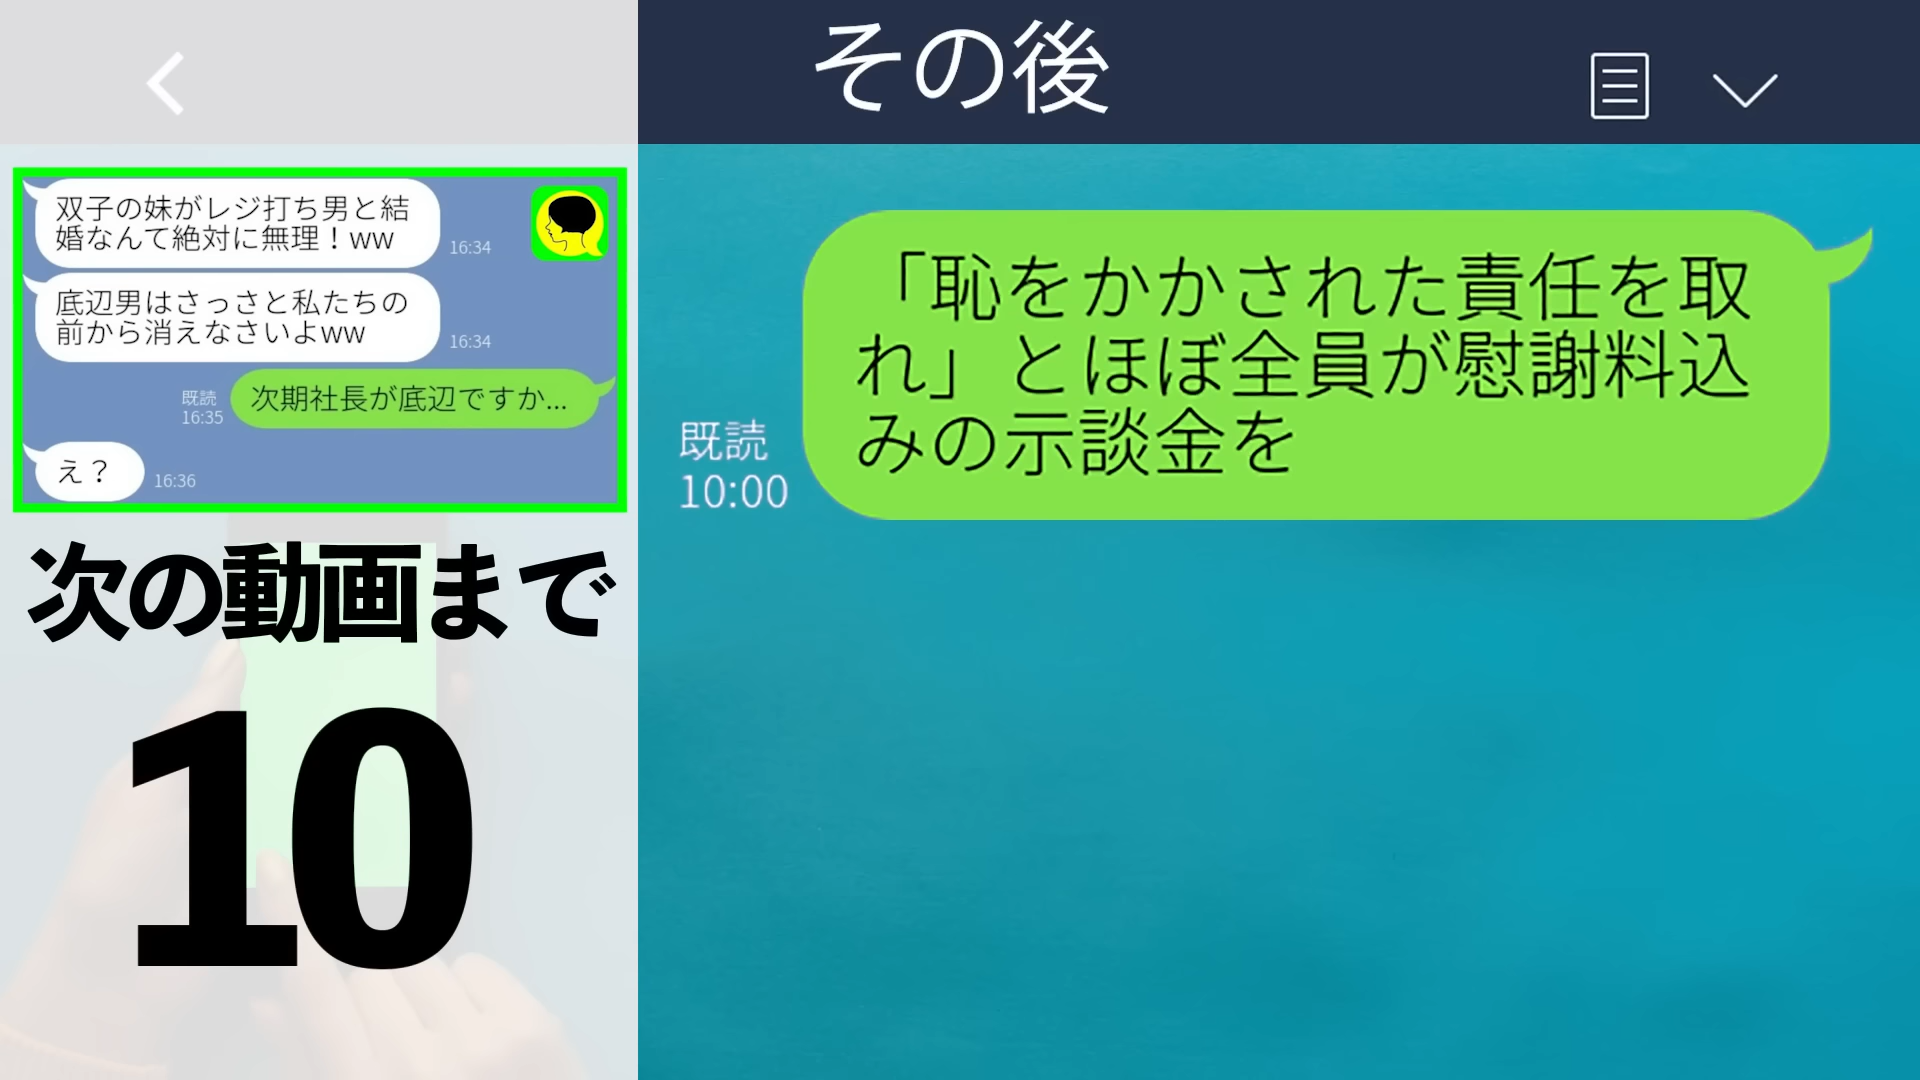 双子の妹がレジ打ち男と結
婚なんて絶対に無理！ww
16:34
底辺男はさっさと私たちの
前から消えなさいよww
16:34
次期社長が底辺ですか...
既読
16:35
え？
16:36
次の動画まで
10
その後
「恥をかかされた責任を取
れ」とほぼ全員が慰謝料込
みの示談金を
既読
10:00